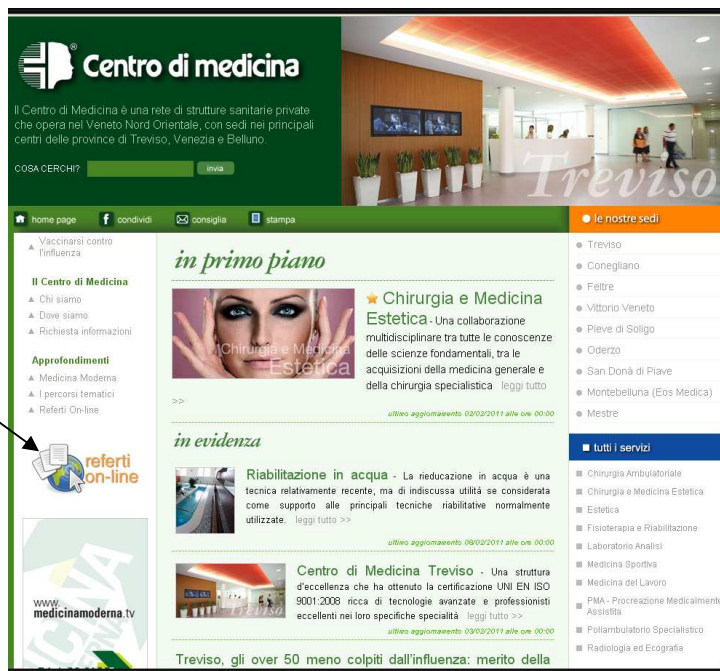 Centro di medicina
Il Centro di Medicina è una rete di strutture sanitarie private
che opera nel Veneto Nord Orientale, con sedi nei principali
centri delle province di Treviso, Venezia e Belluno.
COSA CERCHI?
invia
Treviso
home page
condividi
consiglia
stampa
Vaccinarsi contro
l'influenza
Il Centro di Medicina
Chi siamo
Dove siamo
Richiesta informazioni
Approfondimenti
Medicina Moderna
I percorsi tematici
Referti On-line
referti
on-line
www.
medicinamoderna.tv
in primo piano
Chirurgia e Medicina
Estetica
Chirurgia e Medicina
Estetica - Una collaborazione
multidisciplinare tra tutte le conoscenze
delle scienze fondamentali, tra le
acquisizioni della medicina generale e
della chirurgia specialistica leggi tutto
>>
ultimo aggiornamento 02/02/2011 alle ore 00:00
in evidenza
Riabilitazione in acqua - La rieducazione in acqua è una
tecnica relativamente recente, ma di indiscussa utilità se considerata
come supporto alle principali tecniche riabilitative normalmente
utilizzate. leggi tutto >>
ultimo aggiornamento 08/02/2011 alle ore 00:00
Treviso
Centro di Medicina Treviso - Una struttura
d'eccellenza che ha ottenuto la certificazione UNI EN ISO
9001:2008 ricca di tecnologie avanzate e professionisti
eccellenti nei loro specifiche specialità leggi tutto >>
ultimo aggiornamento 03/02/2011 alle ore 00:00
Treviso, gli over 50 meno colpiti dall'influenza: merito della
le nostre sedi
Treviso
Conegliano
Feltre
Vittorio Veneto
Pieve di Soligo
Oderzo
San Donà di Piave
Montebelluna (Eos Medica)
Mestre
tutti i servizi
Chirurgia Ambulatoriale
Chirurgia e Medicina Estetica
Estetica
Fisioterapia e Riabilitazione
Laboratorio Analisi
Medicina Sportiva
Medicina del Lavoro
PMA - Procreazione Medicalmente
Assistita
Poliambulatorio Specialistico
Radiologia ed Ecografia